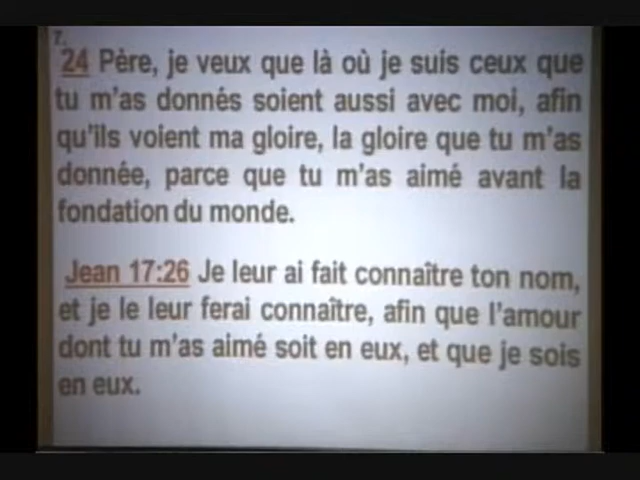 7.
24 Père, je veux que là où je suis ceux que
tu m'as donnés soient aussi avec moi, afin
qu'ils voient ma gloire, la gloire que tu m'as
donnée, parce que tu m'as aimé avant la
fondation du monde.
Jean 17:26 Je leur ai fait connaître ton nom,
et je le leur ferai connaître, afin que l'amour
dont tu m'as aimé soit en eux, et que je sois
en eux.